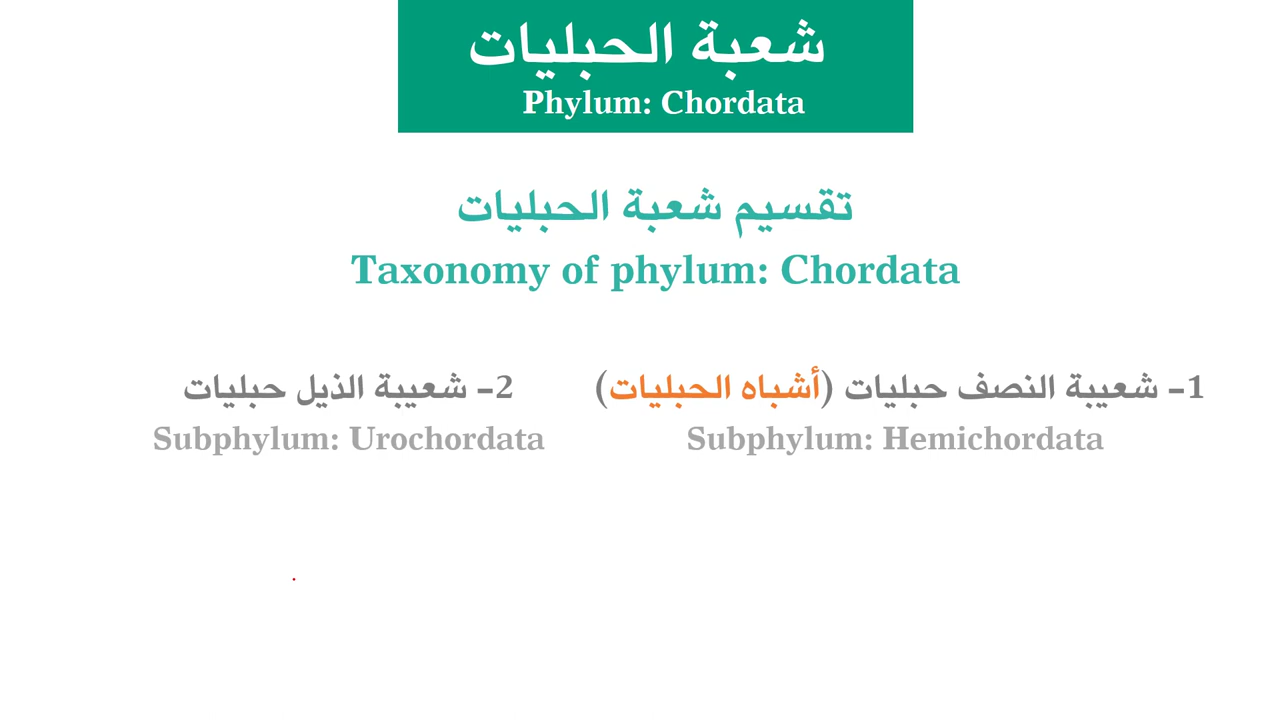 شعبة الحبليات
Phylum: Chordata
تقسيم شعبة الحبليات
Taxonomy of phylum: Chordata
1- شعيبة النصف حبليات (أشباه الحبليات)
Subphylum: Hemichordata
2- شعيبة الذيل حبليات
Subphylum: Urochordata